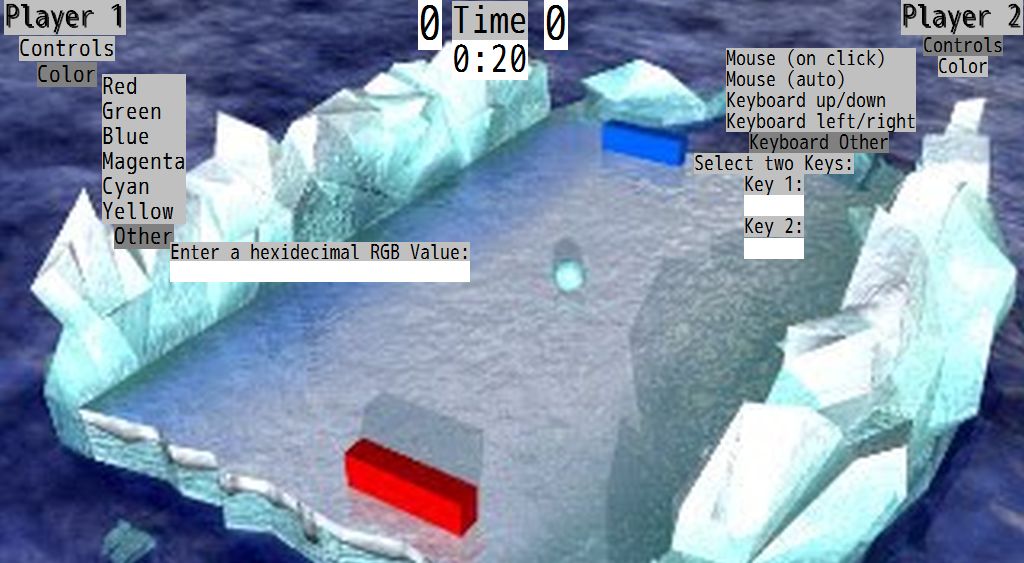 Player 1
Controls
Color
Red
Green
Blue
Magenta
Cyan
Yellow
Other
Enter a hexidecimal RGB Value:
0 Time 0
0:20
Player 2
Controls
Color
Mouse (on click)
Mouse (auto)
Keyboard up/down
Keyboard left/right
Keyboard Other
Select two Keys:
Key 1:
Key 2: